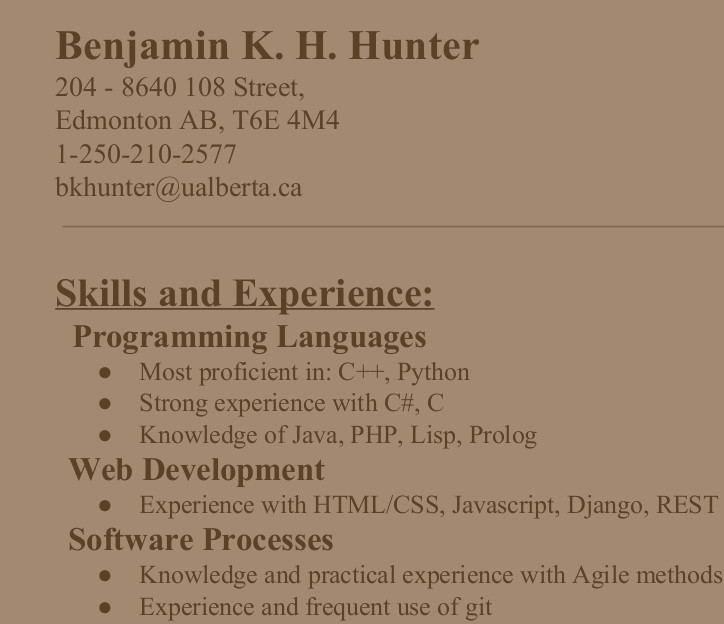 Benjamin K. H. Hunter
204 - 8640 108 Street,
Edmonton AB, T6E 4M4
1-250-210-2577
bkhunter@ualberta.ca
Skills and Experience:
Programming Languages
● Most proficient in: C++, Python
● Strong experience with C#, C
● Knowledge of Java, PHP, Lisp, Prolog
Web Development
● Experience with HTML/CSS, Javascript, Django, REST
Software Processes
● Knowledge and practical experience with Agile methods
● Experience and frequent use of git